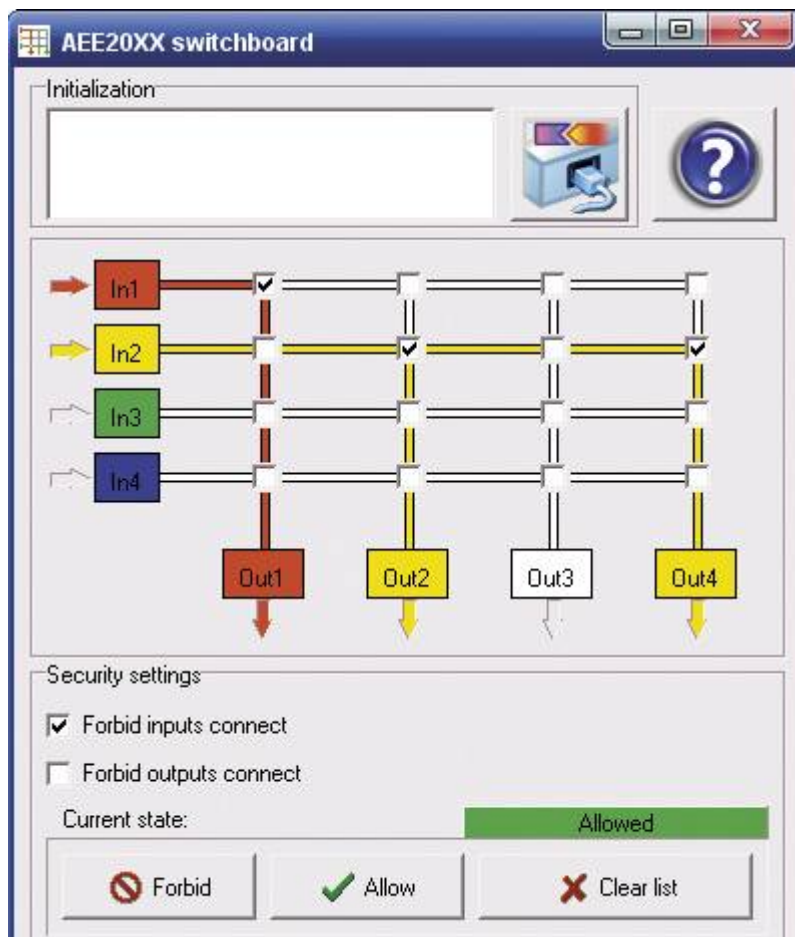 AEE20XX switchboard
Initialization
?
In1
In2
In3
In4
Out1 Out2 Out3 Out4
Security settings
Forbid inputs connect
Forbid outputs connect
Current state: Allowed
Forbid Allow Clear list